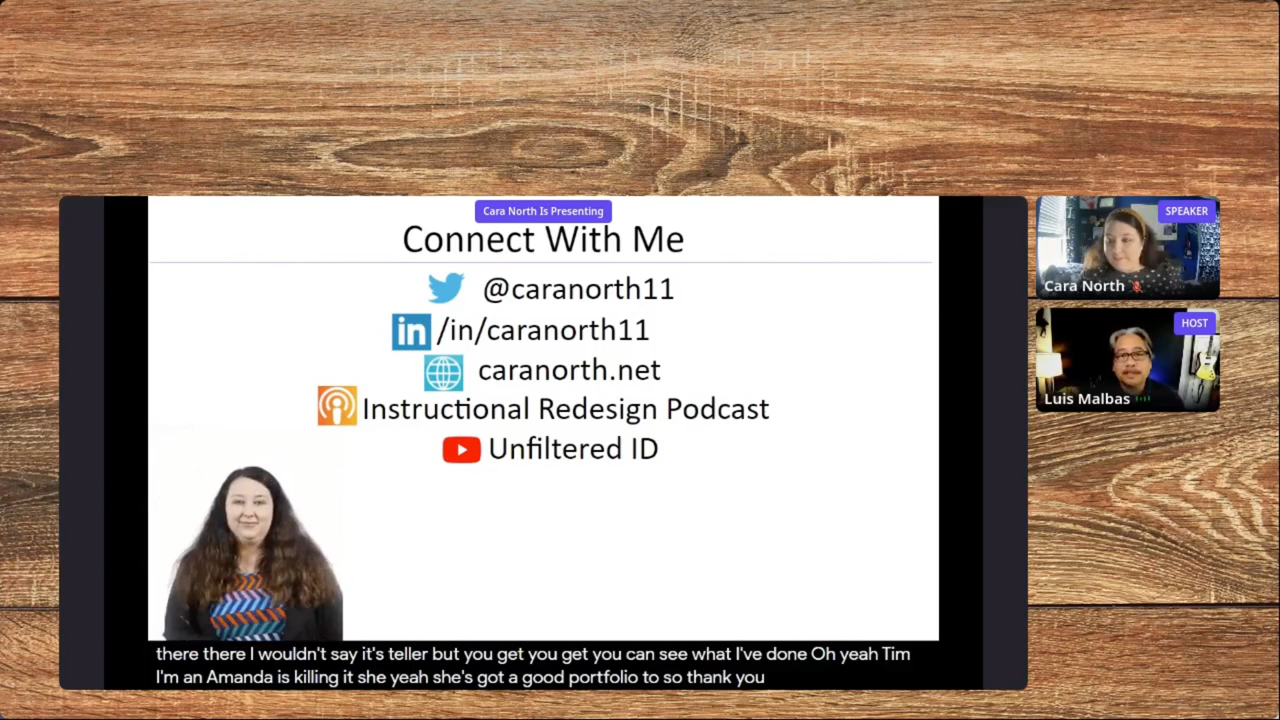 Cara North Is Presenting
Connect With Me
@caranorth11
in /in/caranorth11
caranorth.net
Instructional Redesign Podcast
Unfiltered ID
there there I wouldn't say it's teller but you get you get you can see what I've done Oh yeah Tim
I'm an Amanda is killing it she yeah she's got a good portfolio to so thank you
SPEAKER
Cara North
HOST
Luis Malbas